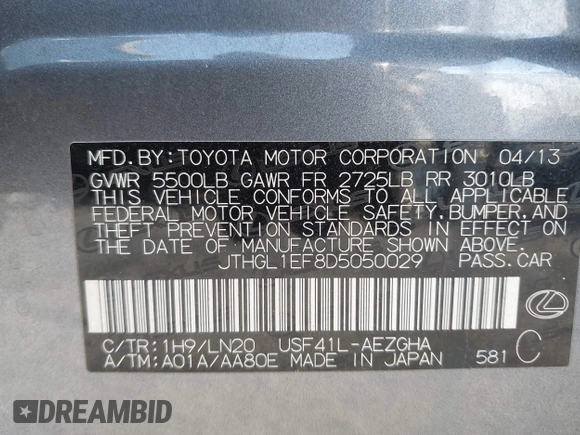 MFD.BY:TOYOTA MOTOR CORPORATION 04/13
GVWR 5500LB GAWR FR 2725LB RR 3010LB
THIS VEHICLE CONFORMS TO ALL APPLICABLE
FEDERAL MOTOR VEHICLE SAFETY,BUMPER,AND
THEFT PREVENTION STANDARDS IN EFFECT ON
THE DATE OF MANUFACTURE SHOWN ABOVE.
JTHGL1EF8D5050029 PASS.CAR
C/TR:1H9/LN20 USF41L-AEZGHA
A/TM:A01A/AA80E MADE IN JAPAN 581 C
DREAMBID